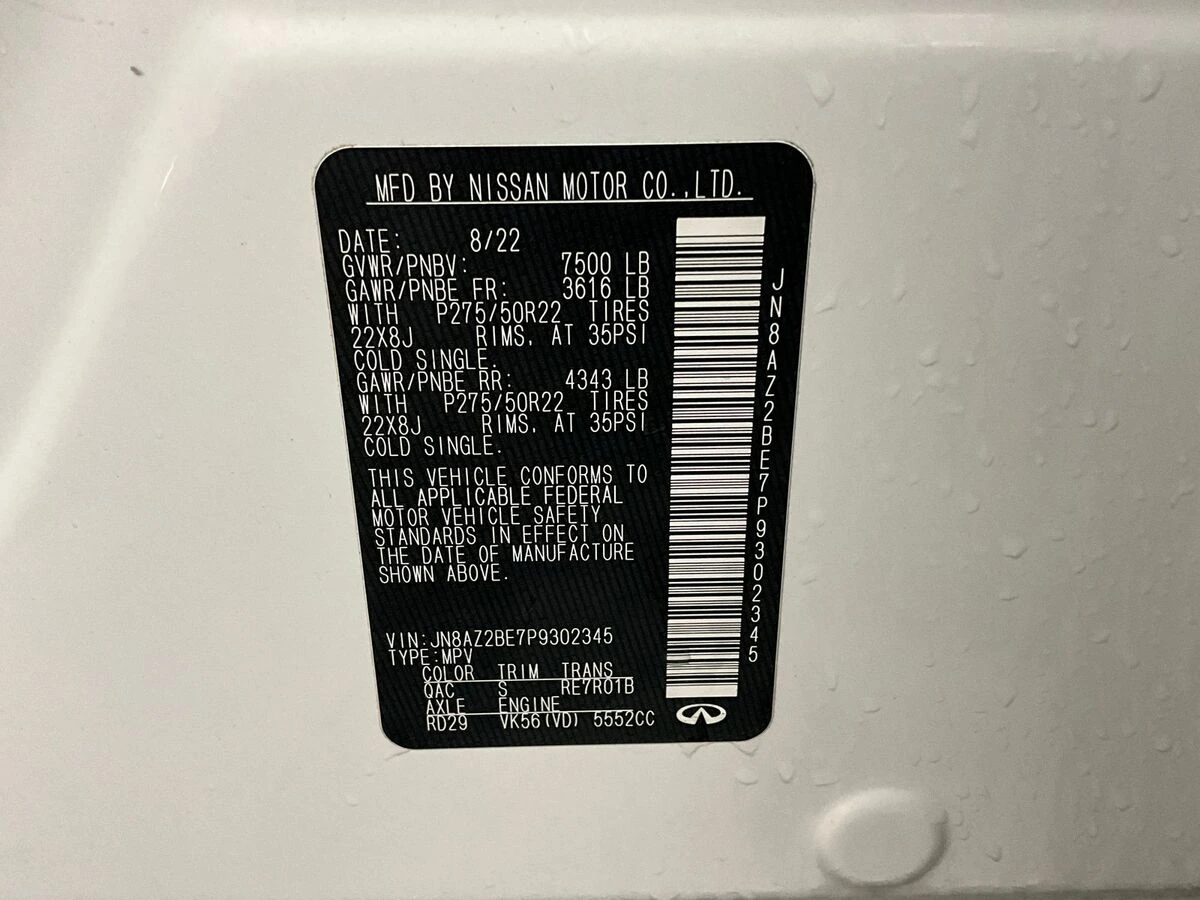 MFD BY NISSAN MOTOR CO.,LTD.
DATE: 8/22
GVWR/PNBV: 7500 LB
GAWR/PNBE FR: 3616 LB
WITH P275/50R22 TIRES
22X8J RIMS, AT 35PSI
COLD SINGLE.
GAWR/PNBE RR: 4343 LB
WITH P275/50R22 TIRES
22X8J RIMS, AT 35PSI
COLD SINGLE.
THIS VEHICLE CONFORMS TO
ALL APPLICABLE FEDERAL
MOTOR VEHICLE SAFETY
STANDARDS IN EFFECT ON
THE DATE OF MANUFACTURE
SHOWN ABOVE.
VIN:JN8AZ2BE7P9302345
TYPE:MPV
COLOR TRIM TRANS
QAC S RE7R01B
AXLE ENGINE
RD29 VK56(VD) 5552CC
JN8AZ2BE7P9302345